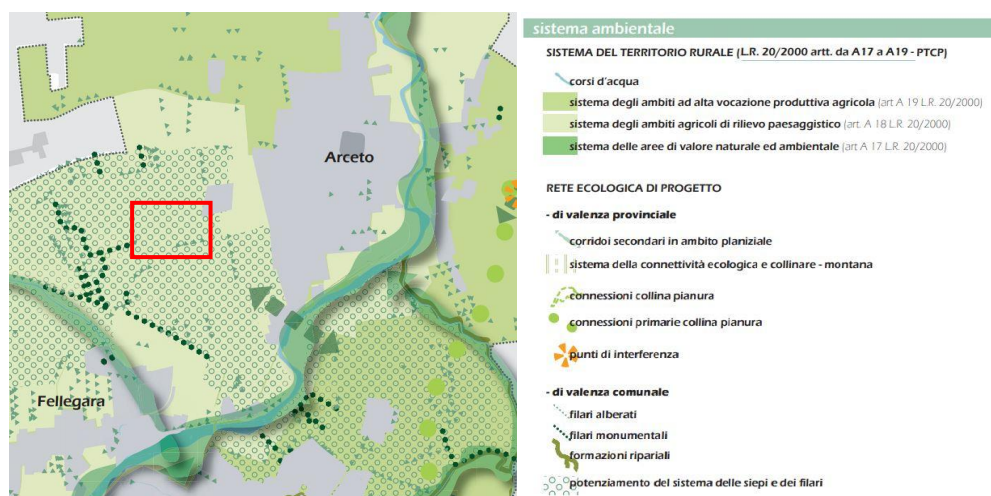 Arceto
Fellegara
sistema ambientale
SISTEMA DEL TERRITORIO RURALE (L.R. 20/2000 artt. da A17 a A19 - PTCP)
corsi d'acqua
sistema degli ambiti ad alta vocazione produttiva agricola (art A 19 L.R. 20/2000)
sistema degli ambiti agricoli di rilievo paesaggistico (art. A 18 L.R. 20/2000)
sistema delle aree di valore naturale ed ambientale (art A 17 L.R. 20/2000)
RETE ECOLOGICA DI PROGETTO
- di valenza provinciale
corridoi secondari in ambito planiziale
sistema della connettività ecologica e collinare - montana
connessioni collina pianura
connessioni primarie collina pianura
punti di interferenza
- di valenza comunale
filari alberati
filari monumentali
formazioni ripariali
potenziamento del sistema delle siepi e dei filari